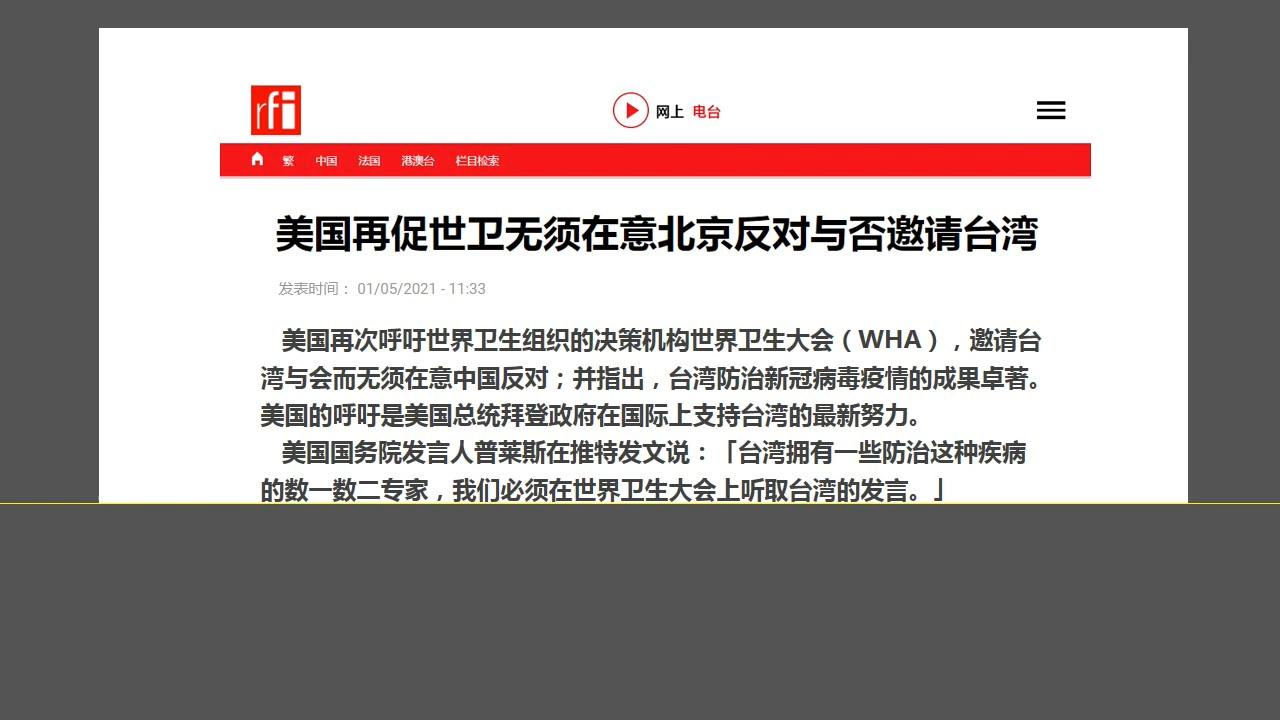 rfi
网上 电台
繁 中国 法国 港澳台 栏目检索
美国再促世卫无须在意北京反对与否邀请台湾
发表时间： 01/05/2021 - 11:33
美国再次呼吁世界卫生组织的决策机构世界卫生大会（WHA），邀请台
湾与会而无须在意中国反对；并指出，台湾防治新冠病毒疫情的成果卓著。
美国的呼吁是美国总统拜登政府在国际上支持台湾的最新努力。
美国国务院发言人普莱斯在推特发文说：「台湾拥有一些防治这种疾病
的数一数二专家，我们必须在世界卫生大会上听取台湾的发言。」